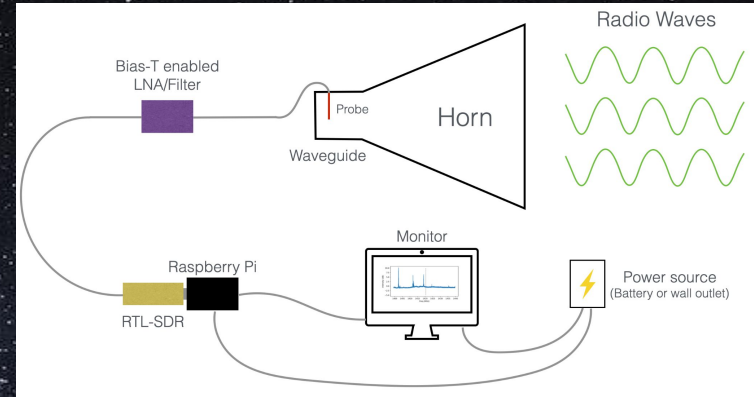 Radio Waves
Bias-T enabled
LNA/Filter
Probe
Horn
Waveguide
Monitor
Raspberry Pi
RTL-SDR
Power source
(Battery or wall outlet)